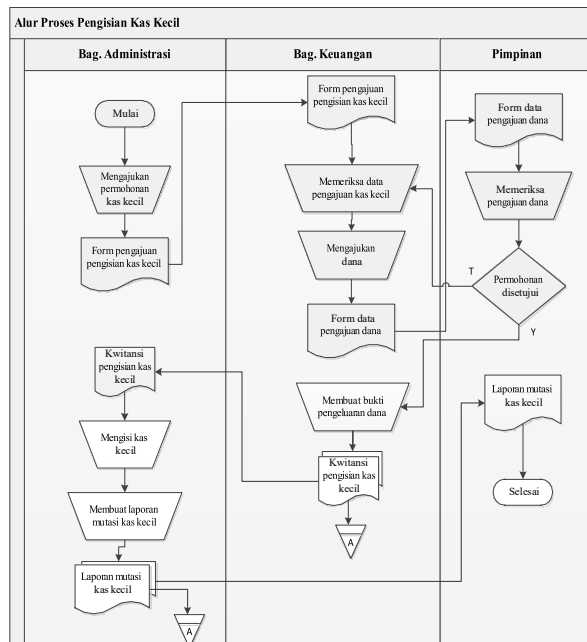 Alur Proses Pengisian Kas Kecil
Bag. Administrasi
Bag. Keuangan
Pimpinan
Mulai
Mengajukan
permohonan
kas kecil
Form pengajuan
pengisian kas kecil
Form pengajuan
pengisian kas kecil
Memeriksa data
pengajuan kas kecil
Mengajukan
dana
Form data
pengajuan dana
Form data
pengajuan dana
Memeriksa
pengajuan dana
Permohonan
disetujui
T
Y
Membuat bukti
pengeluaran dana
Kwitansi
pengisian kas
kecil
A
Kwitansi
pengisian kas
kecil
Mengisi kas
kecil
Membuat laporan
mutasi kas kecil
Laporan mutasi
kas kecil
A
Laporan mutasi
kas kecil
Selesai